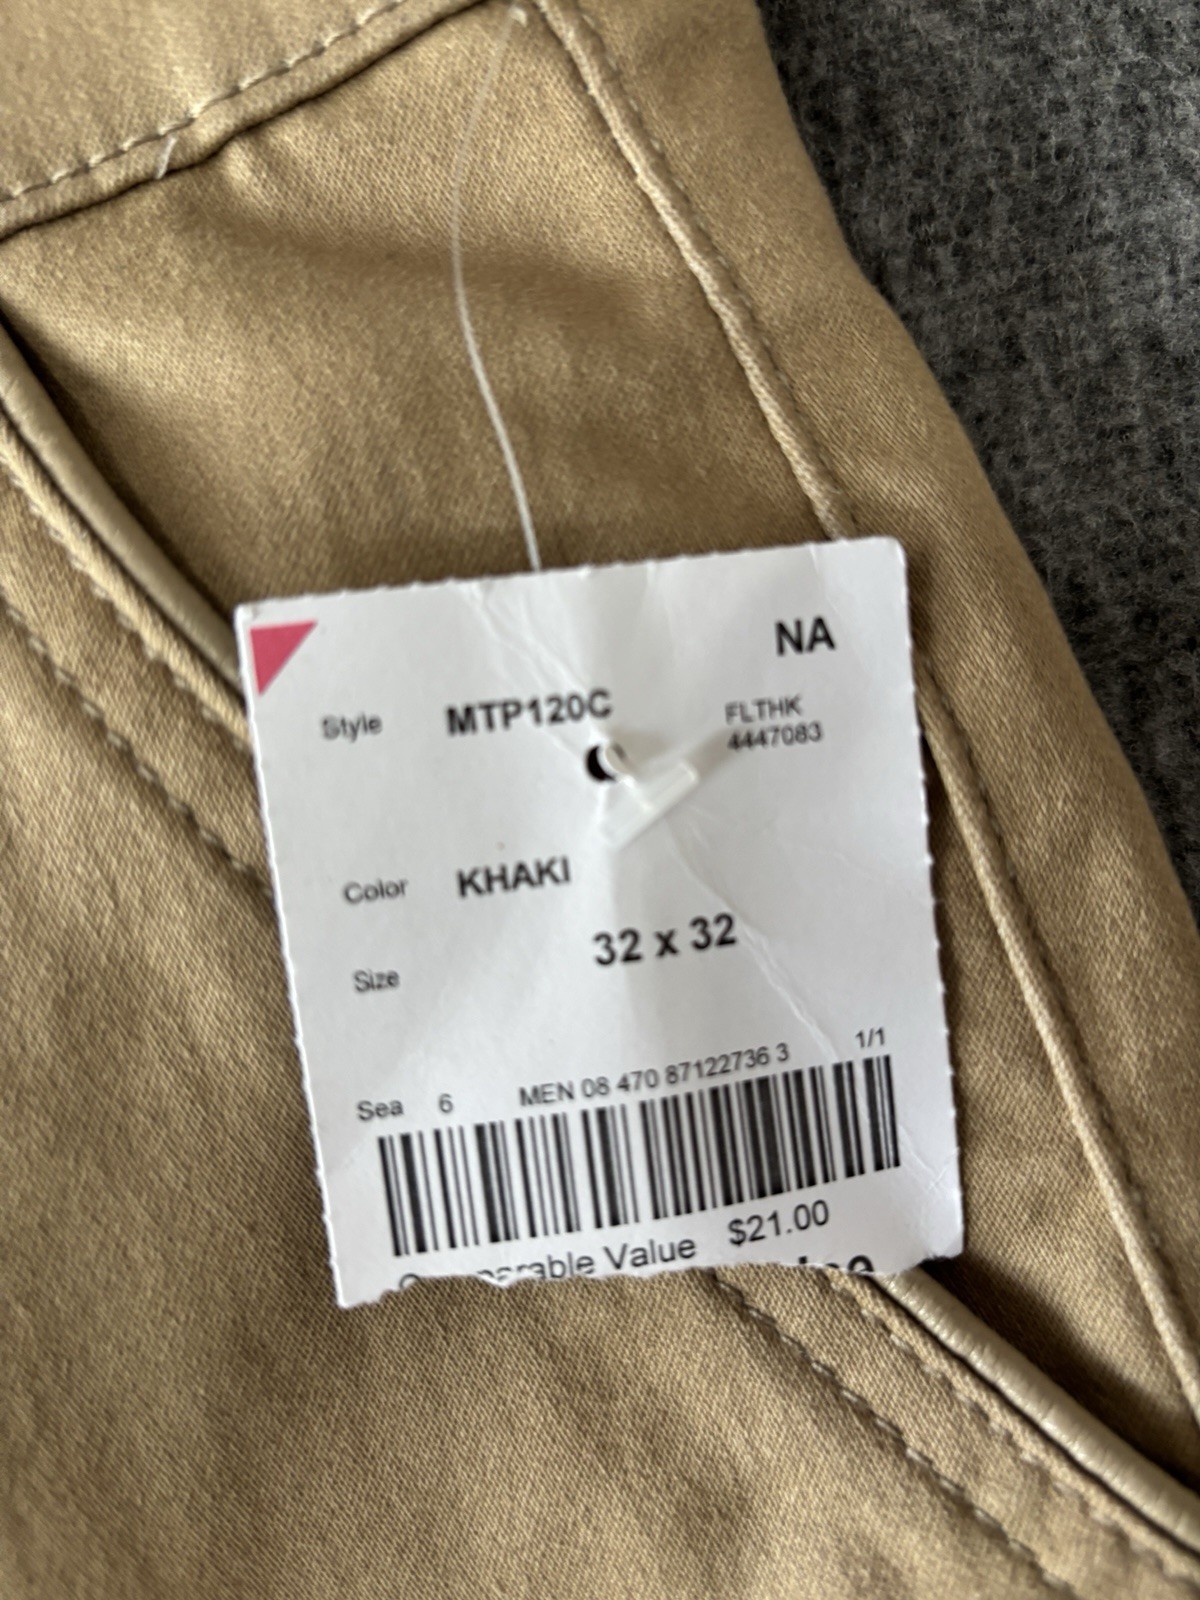 NA
Style MTP120C FLTHK
4447083
Color KHAKI
32 x 32
Size
Sea 6 MEN 08 470 87122736 3 1/1
Comparable Value $21.00